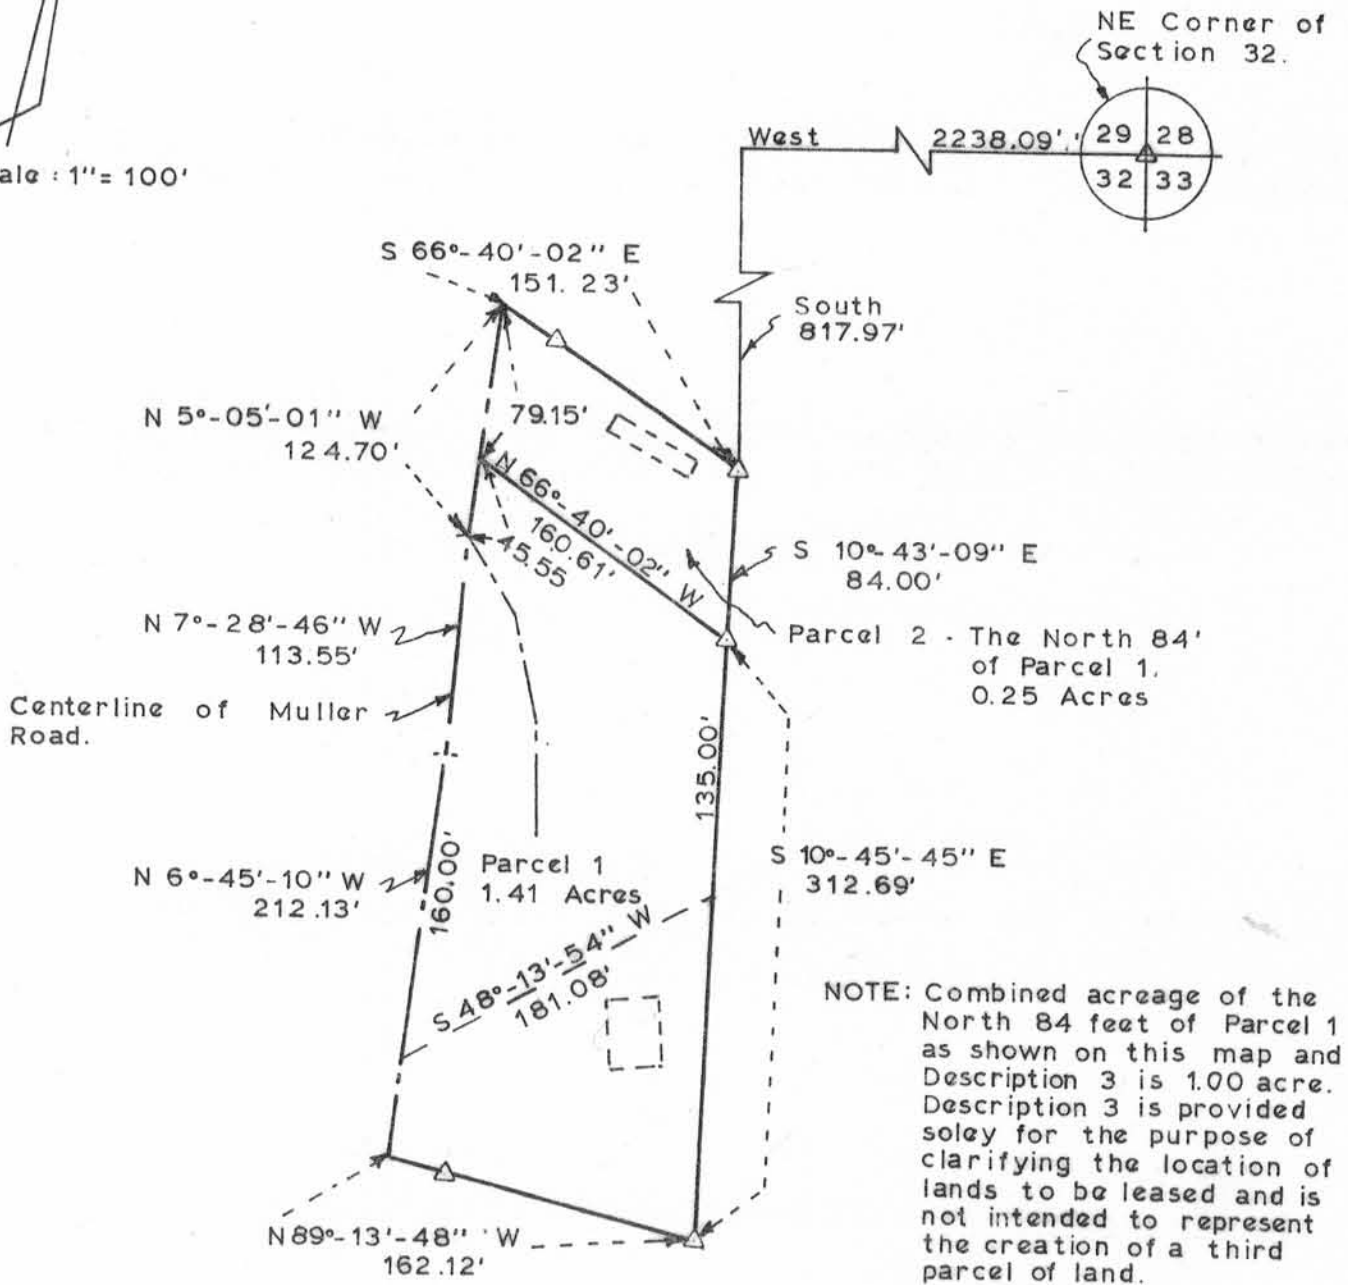 NE Corner of
Section 32.
West 2238.09'
29 28
32 33
ale : 1"= 100'
S 66°-40'-02" E
151.23'
South
817.97'
N 5°-05'-01" W
124.70'
79.15'
N 66°-40'-02" W
160.61'
45.55
S 10°-43'-09" E
84.00'
N 7°-28'-46" W
113.55'
Parcel 2 - The North 84'
of Parcel 1.
0.25 Acres
Centerline of Muller
Road.
135.00'
N 6°-45'-10" W
212.13'
160.00'
Parcel 1
1.41 Acres
S 10°-45'-45" E
312.69'
S 48°-13'-54" W
181.08'
NOTE: Combined acreage of the
North 84 feet of Parcel 1
as shown on this map and
Description 3 is 1.00 acre.
Description 3 is provided
soley for the purpose of
clarifying the location of
lands to be leased and is
not intended to represent
the creation of a third
parcel of land.
N 89°-13'-48" W
162.12'